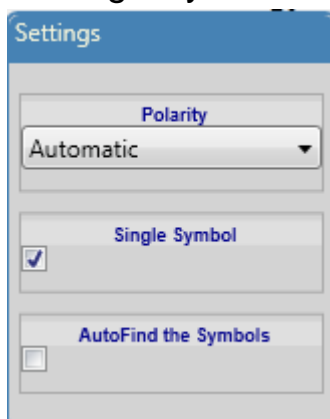 Settings
Polarity
Automatic
Single Symbol
AutoFind the Symbols